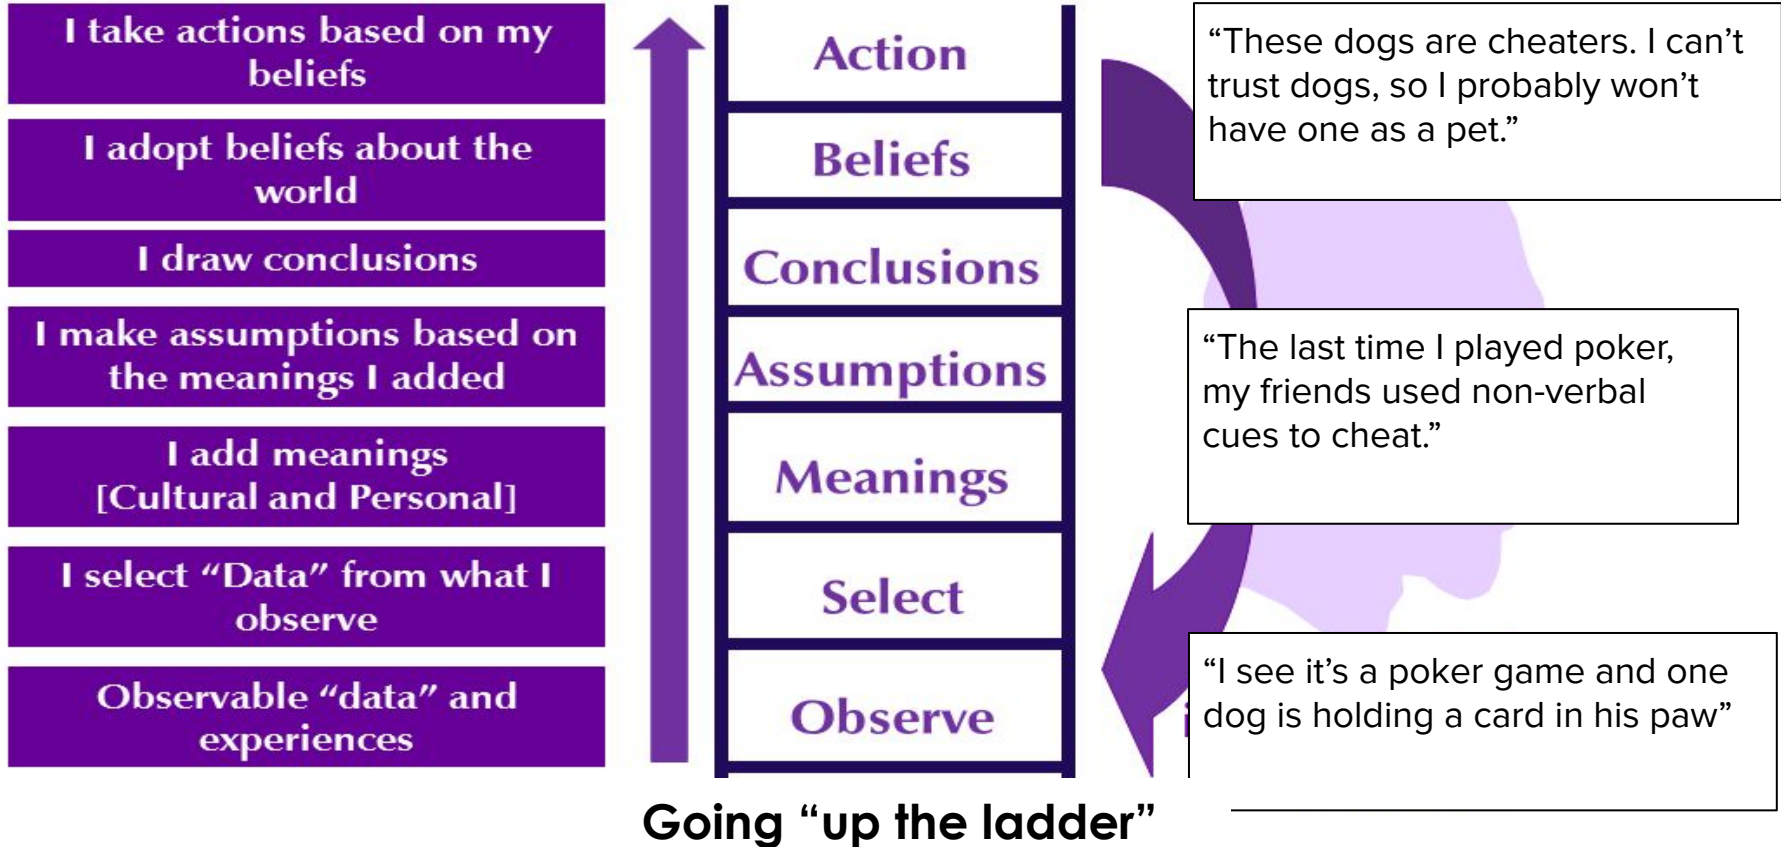 I take actions based on my
beliefs
I adopt beliefs about the
world
I draw conclusions
I make assumptions based on
the meanings I added
I add meanings
[Cultural and Personal]
I select “Data” from what I
observe
Observable “data” and
experiences
Action
Beliefs
Conclusions
Assumptions
Meanings
Select
Observe
“These dogs are cheaters. I can’t
trust dogs, so I probably won’t
have one as a pet.”
“The last time I played poker,
my friends used non-verbal
cues to cheat.”
“I see it’s a poker game and one
dog is holding a card in his paw”
Going “up the ladder”